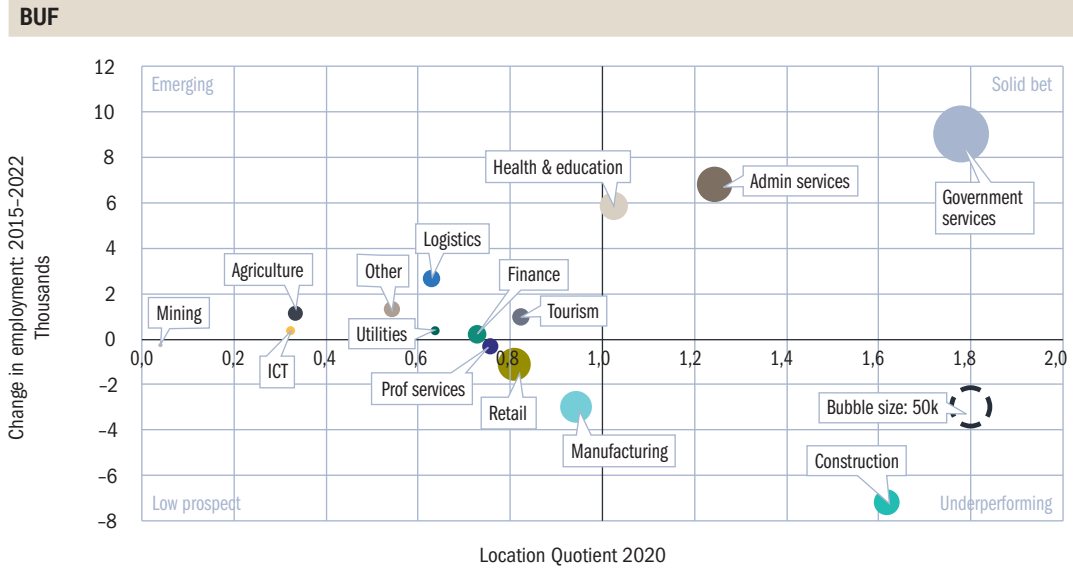 BUF
Change in employment: 2015–2022
Thousands
12
10
8
6
4
2
0
–2
–4
–6
–8
Emerging
Solid bet
Health & education
Admin services
Government
services
Logistics
Agriculture
Other
Finance
Mining
Tourism
Utilities
ICT
Prof services
Retail
Manufacturing
Bubble size: 50k
Construction
Low prospect
Underperforming
0,0
0,2
0,4
0,6
0,8
1,0
1,2
1,4
1,6
1,8
2,0
Location Quotient 2020